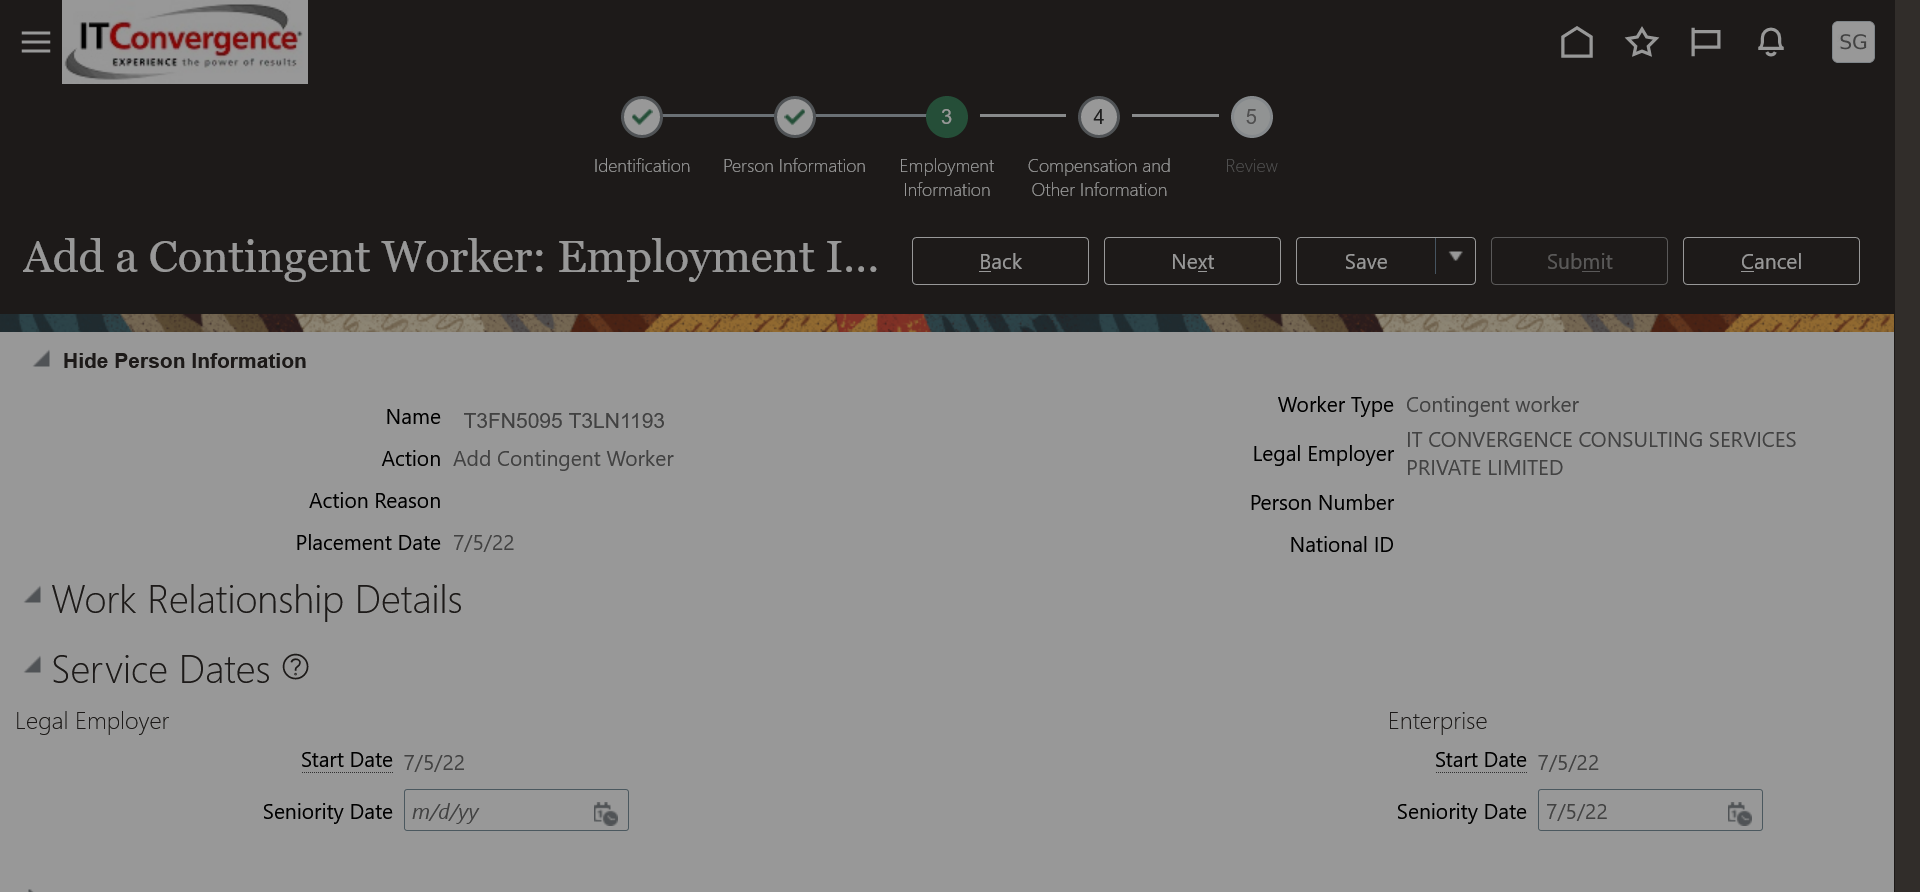 ITConvergence
EXPERIENCE the power of results
SG
3
4
5
Identification
Person Information
Employment
Information
Compensation and
Other Information
Review
Add a Contingent Worker: Employment I...
Back
Next
Save
Submit
Cancel
Hide Person Information
Name T3FN5095 T3LN1193
Action Add Contingent Worker
Action Reason
Placement Date 7/5/22
Worker Type Contingent worker
Legal Employer IT CONVERGENCE CONSULTING SERVICES
PRIVATE LIMITED
Person Number
National ID
Work Relationship Details
Service Dates ?
Legal Employer
Start Date 7/5/22
Seniority Date m/d/yy
Enterprise
Start Date 7/5/22
Seniority Date 7/5/22